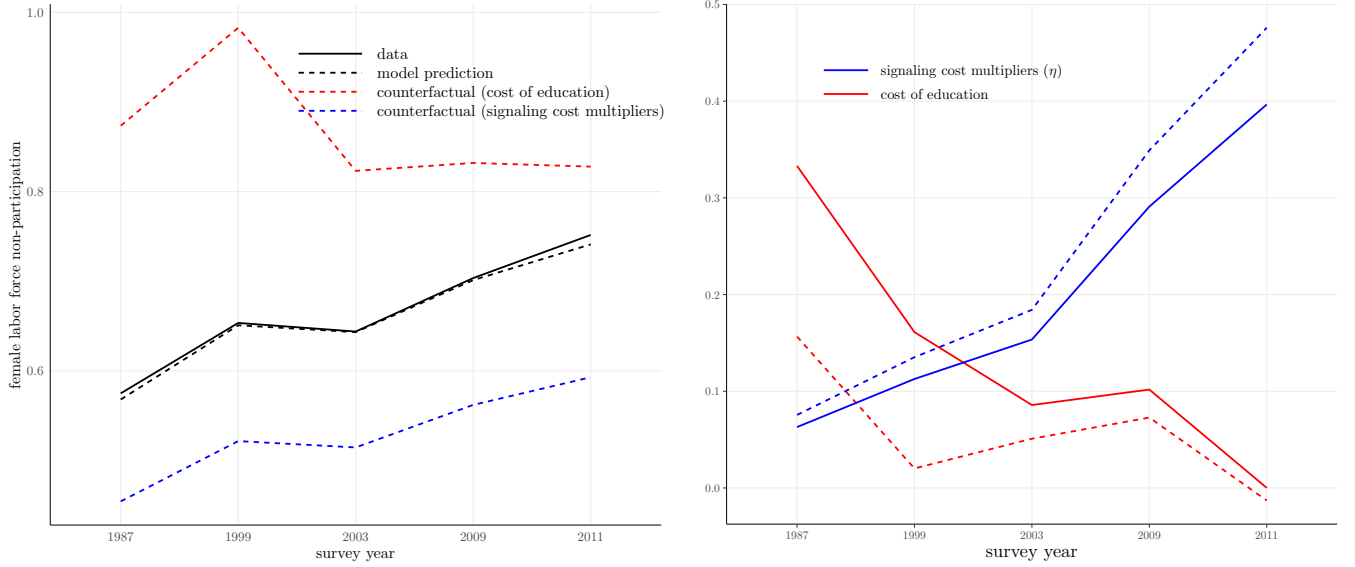 female labor force non-participation
1.0
0.8
0.6
data
model prediction
counterfactual (cost of education)
counterfactual (signaling cost multipliers)
1987 1999 2003 2009 2011
survey year
0.5
0.4
0.3
0.2
0.1
0.0
signaling cost multipliers (η)
cost of education
1987 1999 2003 2009 2011
survey year